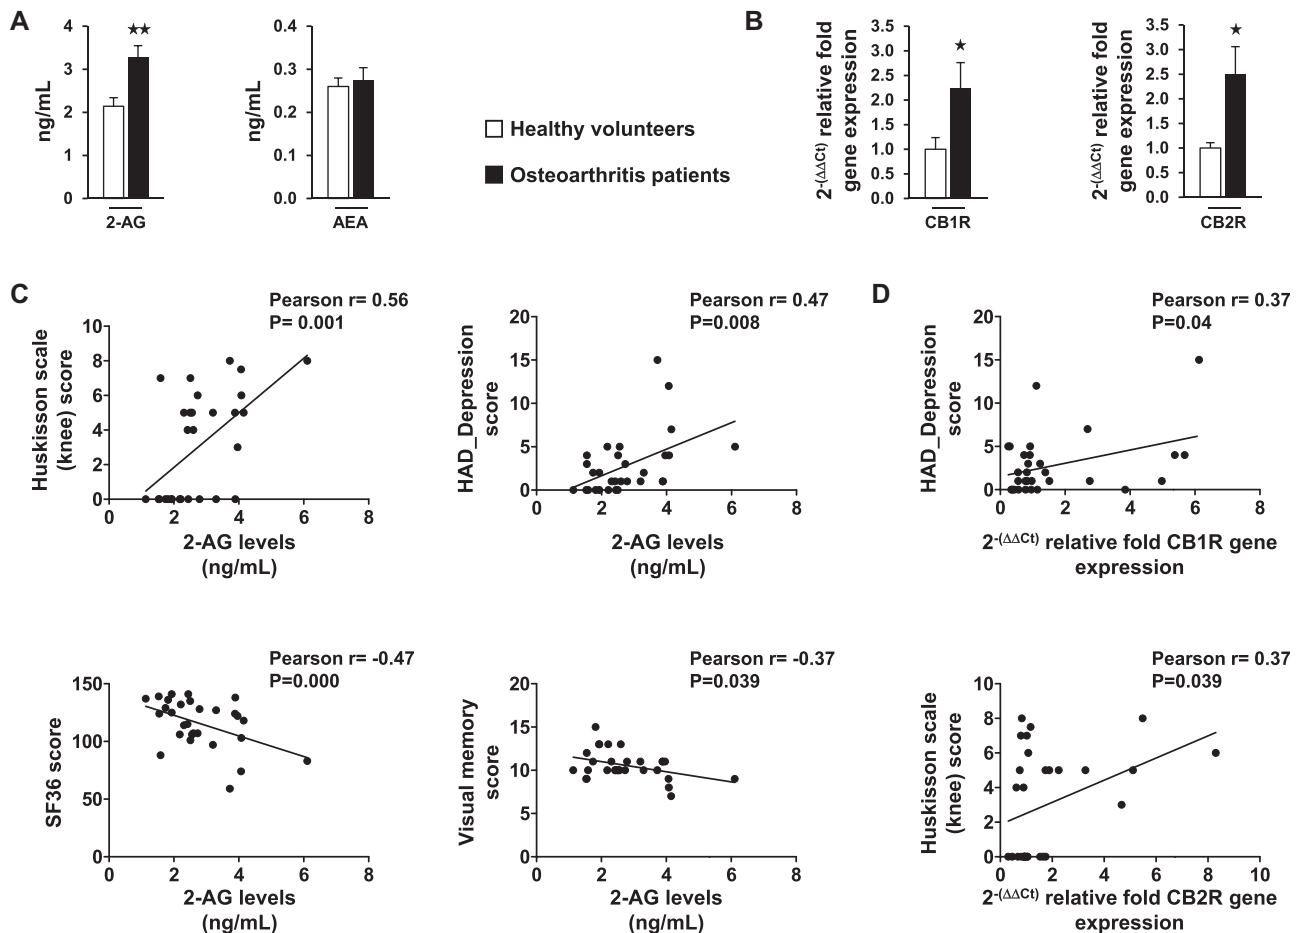 A
ng/mL
4
3
2
1
0
★★
2-AG
ng/mL
0.4
0.3
0.2
0.1
0.0
AEA
Healthy volunteers
Osteoarthritis patients
B
2-(ΔΔCt) relative fold
gene expression
3.5
3.0
2.5
2.0
1.5
1.0
0.5
0.0
★
CB1R
2-(ΔΔCt) relative fold
gene expression
3.5
3.0
2.5
2.0
1.5
1.0
0.5
0.0
★
CB2R
C
Pearson r= 0.56
P= 0.001
Huskisson scale
(knee) score
10
8
6
4
2
0
0 2 4 6 8
2-AG levels
(ng/mL)
Pearson r= 0.47
P=0.008
HAD_Depression
score
20
15
10
5
0
0 2 4 6 8
2-AG levels
(ng/mL)
D
Pearson r= 0.37
P=0.04
HAD_Depression
score
20
15
10
5
0
0 2 4 6 8
2-(ΔΔCt) relative fold CB1R gene
expression
Pearson r= -0.47
P=0.000
SF36 score
150
100
50
0
0 2 4 6 8
2-AG levels
(ng/mL)
Pearson r= -0.37
P=0.039
Visual memory
score
20
15
10
5
0
0 2 4 6 8
2-AG levels
(ng/mL)
Pearson r= 0.37
P=0.039
Huskisson scale
(knee) score
10
8
6
4
2
0
0 2 4 6 8 10
2-(ΔΔCt) relative fold CB2R gene
expression